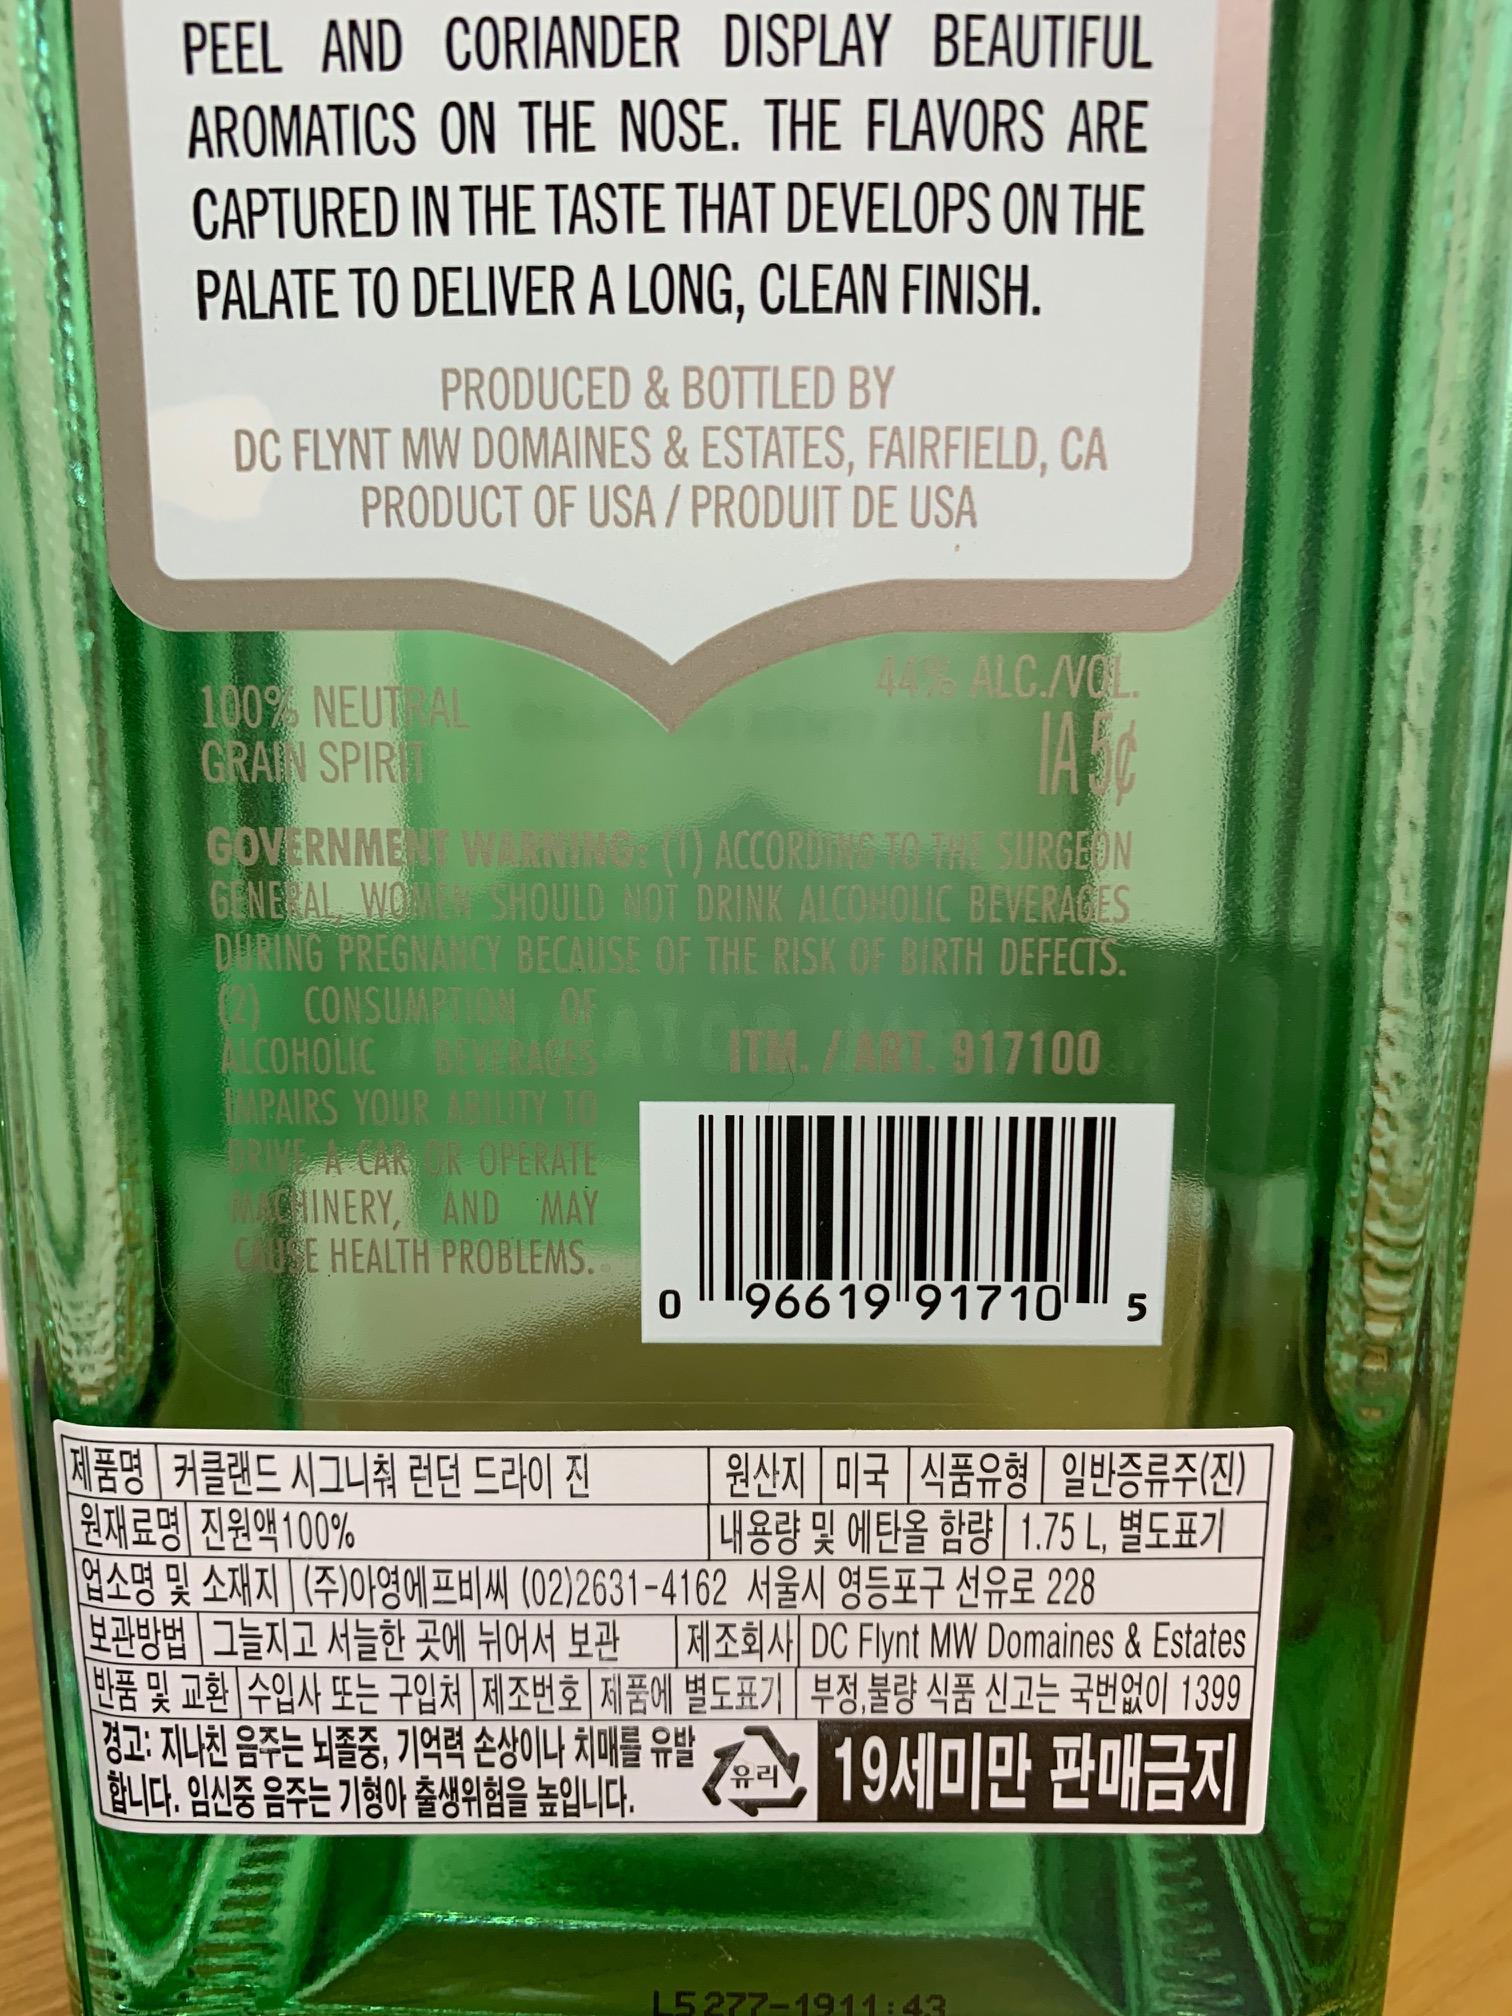 PEEL AND CORIANDER DISPLAY BEAUTIFUL
AROMATICS ON THE NOSE. THE FLAVORS ARE
CAPTURED IN THE TASTE THAT DEVELOPS ON THE
PALATE TO DELIVER A LONG, CLEAN FINISH.
PRODUCED & BOTTLED BY
DC FLYNT MW DOMAINES & ESTATES, FAIRFIELD, CA
PRODUCT OF USA / PRODUIT DE USA
100% NEUTRAL
GRAIN SPIRIT
44% ALC./VOL.
IA 5¢
GOVERNMENT WARNING: (1) ACCORDING TO THE SURGEON
GENERAL, WOMEN SHOULD NOT DRINK ALCOHOLIC BEVERAGES
DURING PREGNANCY BECAUSE OF THE RISK OF BIRTH DEFECTS.
(2) CONSUMPTION OF
ALCOHOLIC BEVERAGES
IMPAIRS YOUR ABILITY TO
DRIVE A CAR OR OPERATE
MACHINERY, AND MAY
CAUSE HEALTH PROBLEMS.
ITM. / ART. 917100
0 96619 91710 5
제품명 커클랜드 시그니춰 런던 드라이 진 원산지 미국 식품유형 일반증류주(진)
원재료명 진원액100% 내용량 및 에탄올 함량 1.75 L, 별도표기
업소명 및 소재지 (주)아영에프비씨 (02)2631-4162 서울시 영등포구 선유로 228
보관방법 그늘지고 서늘한 곳에 뉘어서 보관 제조회사 DC Flynt MW Domaines & Estates
반품 및 교환 수입사 또는 구입처 제조번호 제품에 별도표기 부정,불량 식품 신고는 국번없이 1399
경고: 지나친 음주는 뇌졸중, 기억력 손상이나 치매를 유발
합니다. 임신중 음주는 기형아 출생위험을 높입니다.
유리
19세미만 판매금지
L5277-1911:43